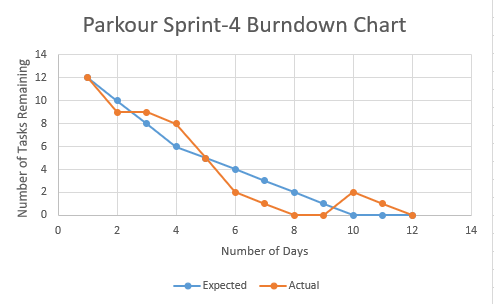 Parkour Sprint-4 Burndown Chart
Number of Tasks Remaining
14
12
10
8
6
4
2
0
0 2 4 6 8 10 12 14
Number of Days
Expected Actual